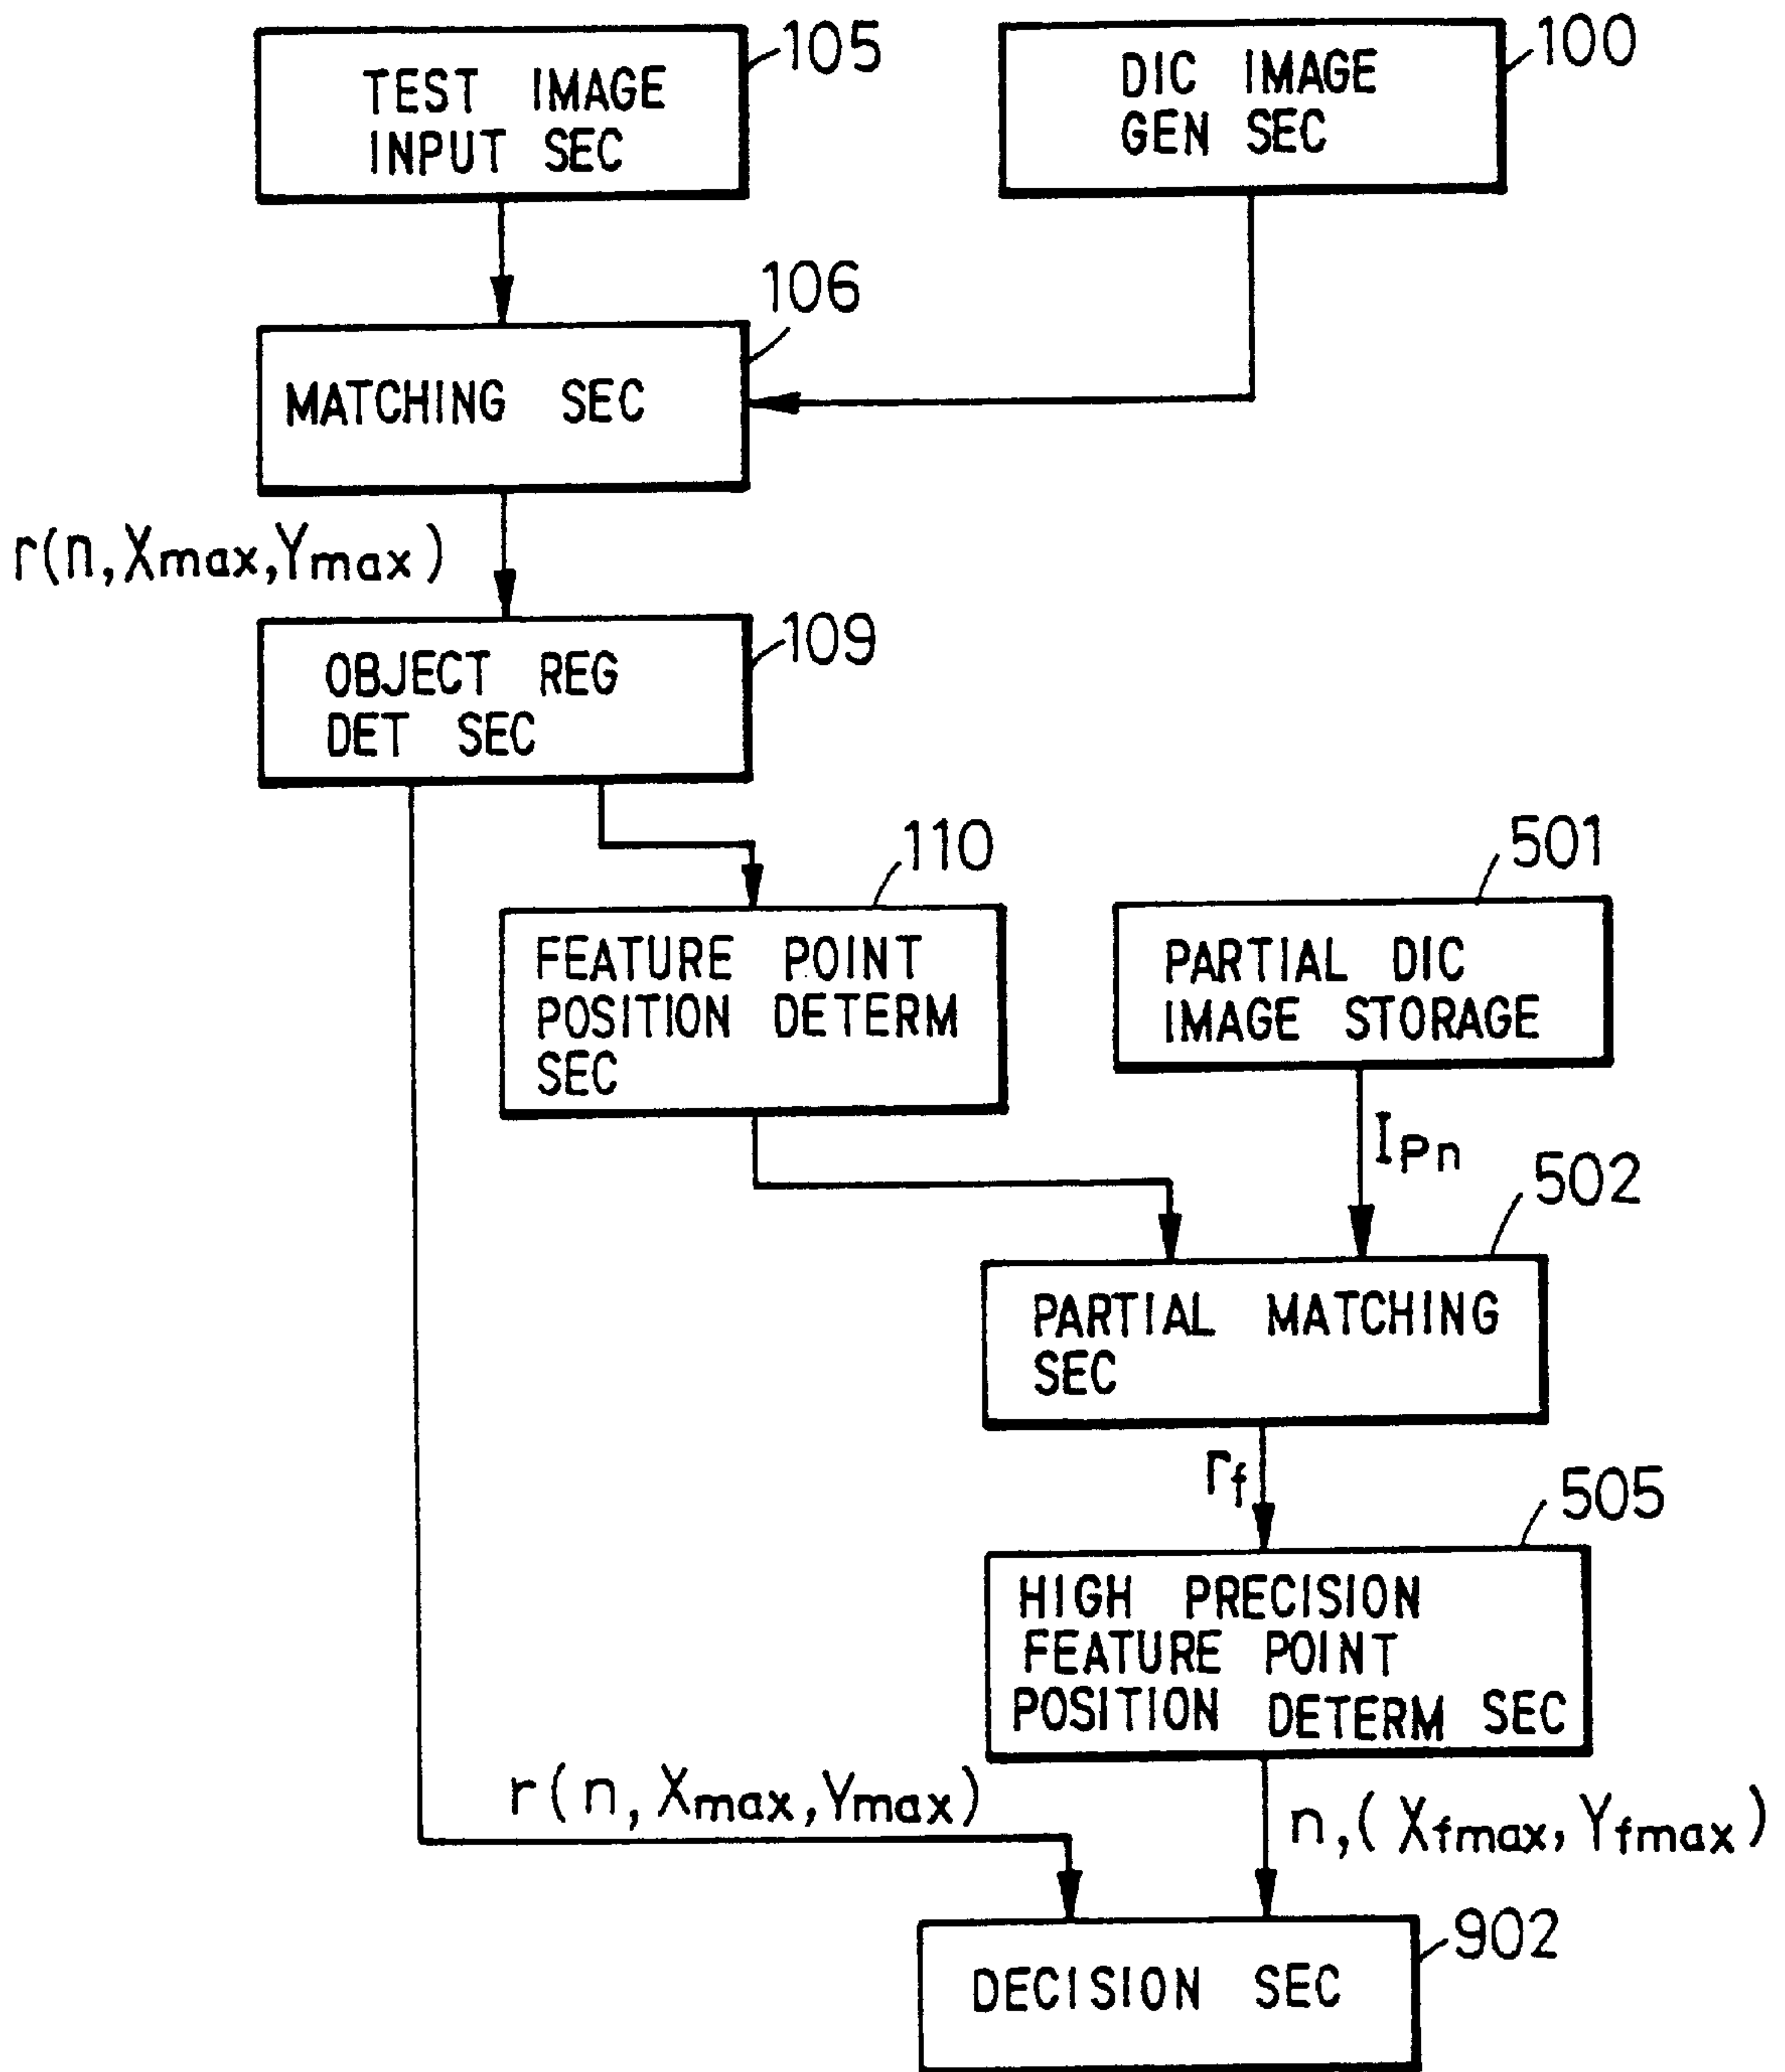 105
TEST IMAGE
INPUT SEC
100
DIC IMAGE
GEN SEC
106
MATCHING SEC
r(n,Xmax,Ymax)
109
OBJECT REG
DET SEC
110
FEATURE POINT
POSITION DETERM
SEC
501
PARTIAL DIC
IMAGE STORAGE
IPn
502
PARTIAL MATCHING
SEC
rf
505
HIGH PRECISION
FEATURE POINT
POSITION DETERM SEC
r(n,Xmax,Ymax)
n,(Xfmax,Yfmax)
902
DECISION SEC